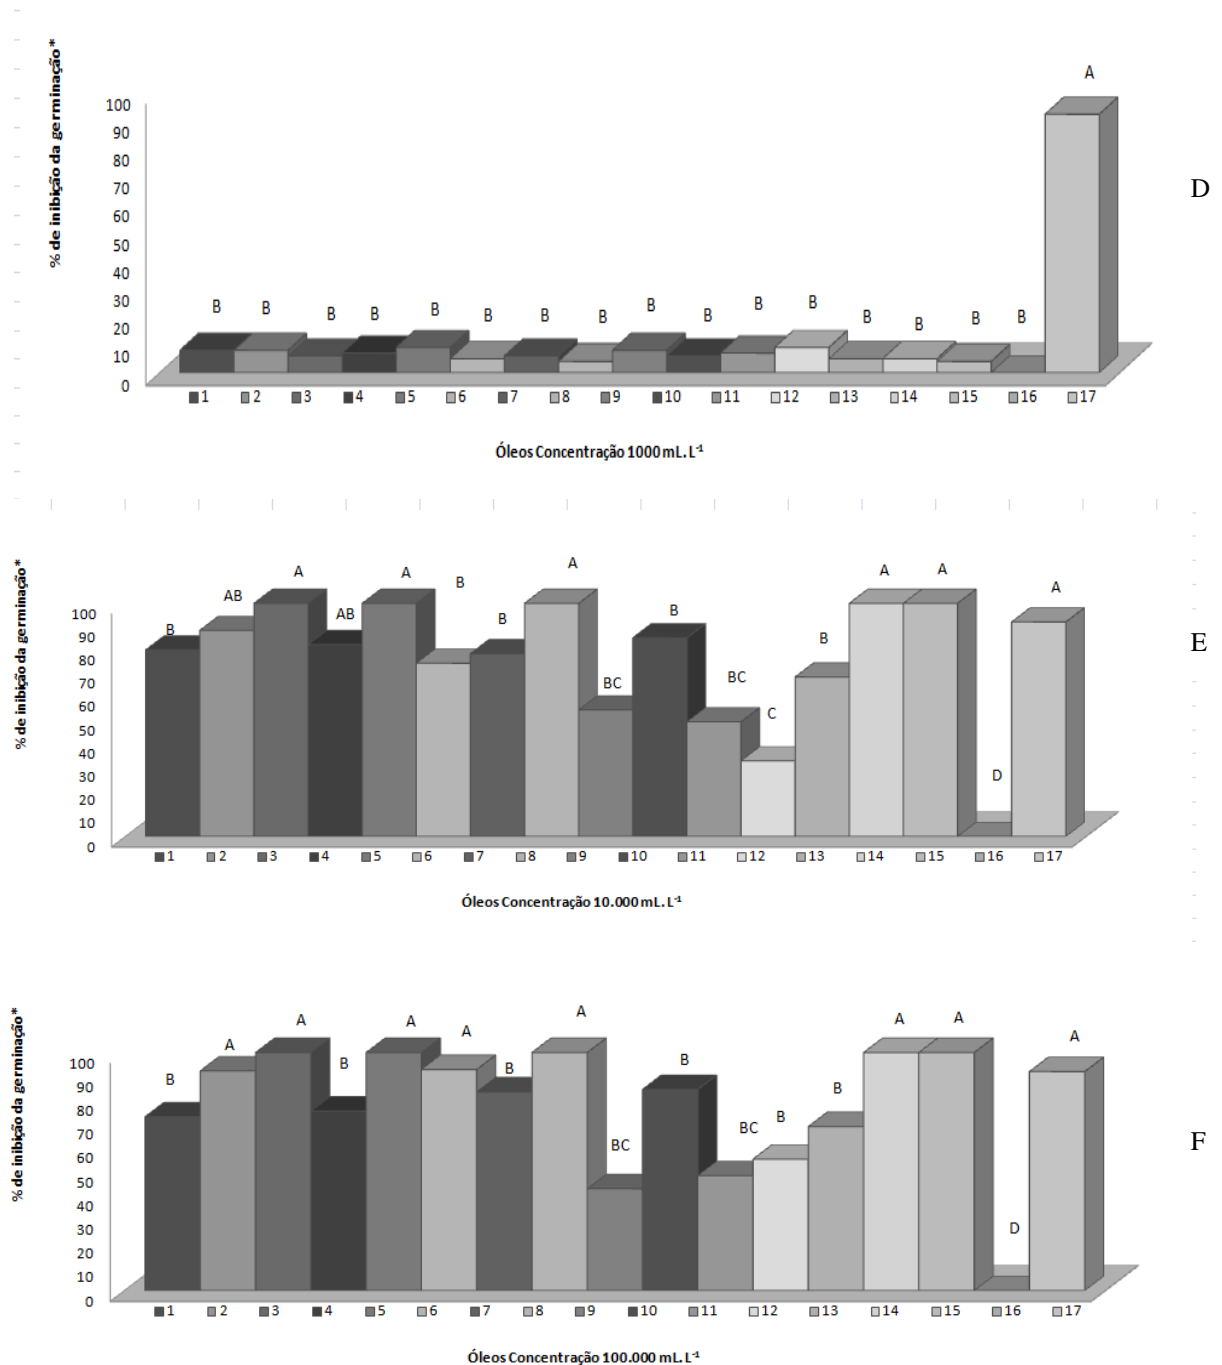 % de inibição da germinação*
A
100
90
80
70
60
50
40
30
20
10
0
B B B B B B B B B B B B B B B B
D
1 2 3 4 5 6 7 8 9 10 11 12 13 14 15 16 17
Óleos Concentração 1000 mL. L⁻¹
% de inibição da germinação*
100
90
80
70
60
50
40
30
20
10
0
B AB A AB A B B A BC B BC C B A A D A
E
1 2 3 4 5 6 7 8 9 10 11 12 13 14 15 16 17
Óleos Concentração 10.000 mL. L⁻¹
% de inibição da germinação*
100
90
80
70
60
50
40
30
20
10
0
B A A B A A B A BC B BC B B A A D A
F
1 2 3 4 5 6 7 8 9 10 11 12 13 14 15 16 17
Óleos Concentração 100.000 mL. L⁻¹